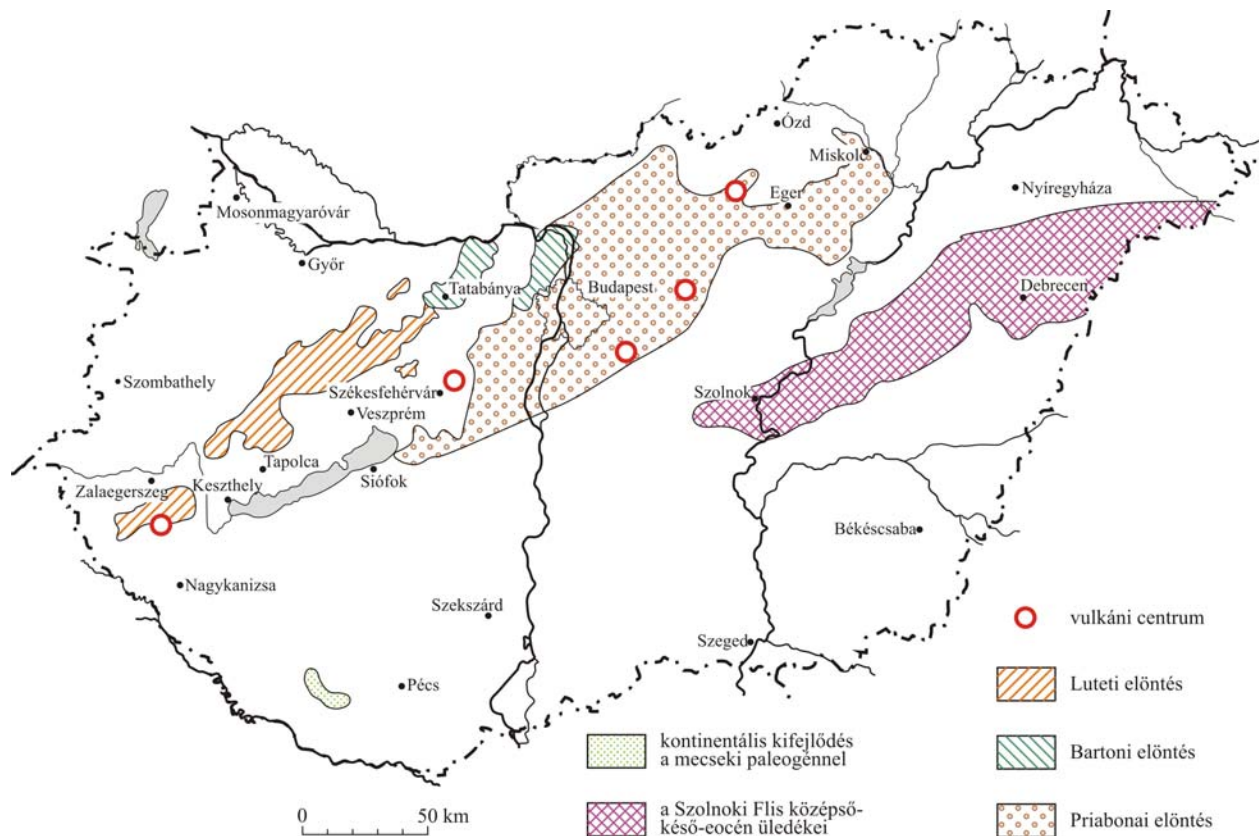 Ózd
Miskolc
Nyíregyháza
Eger
Mosonmagyaróvár
Győr
Tatabánya
Budapest
Debrecen
Szombathely
Székesfehérvár
Veszprém
Szolnok
Tapolca
Zalaegerszeg
Keszthely
Siófok
Békéscsaba
Nagykanizsa
Szekszárd
Szeged
Pécs
vulkáni centrum
Luteti elöntés
kontinentális kifejlődés
a mecseki paleogénnel
Bartoni elöntés
a Szolnoki Flis középső-
késő-eocén üledékei
Priabonai elöntés
0 50 km